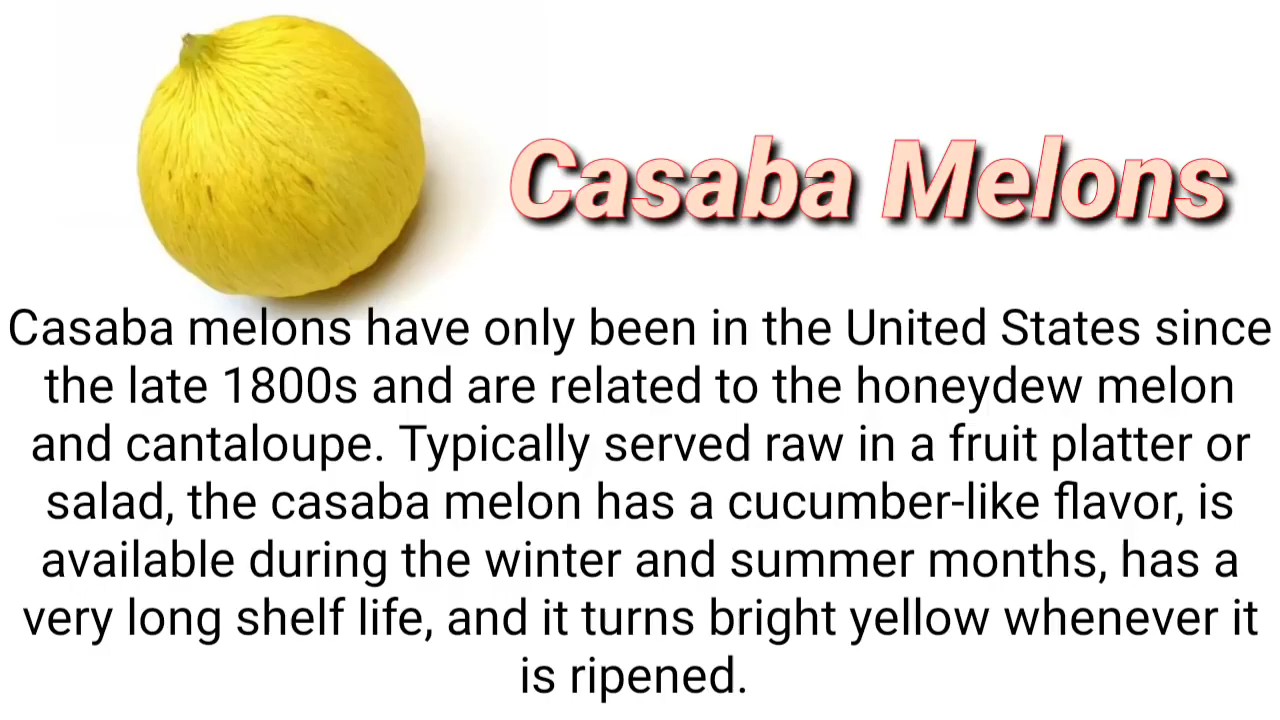 Casaba Melons
Casaba melons have only been in the United States since
the late 1800s and are related to the honeydew melon
and cantaloupe. Typically served raw in a fruit platter or
salad, the casaba melon has a cucumber-like flavor, is
available during the winter and summer months, has a
very long shelf life, and it turns bright yellow whenever it
is ripened.